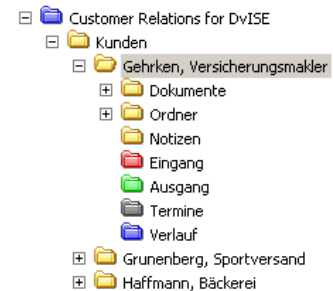 Customer Relations for DvISE
Kunden
Gehrken, Versicherungsmakler
Dokumente
Ordner
Notizen
Eingang
Ausgang
Termine
Verlauf
Grunenberg, Sportversand
Haffmann, Bäckerei